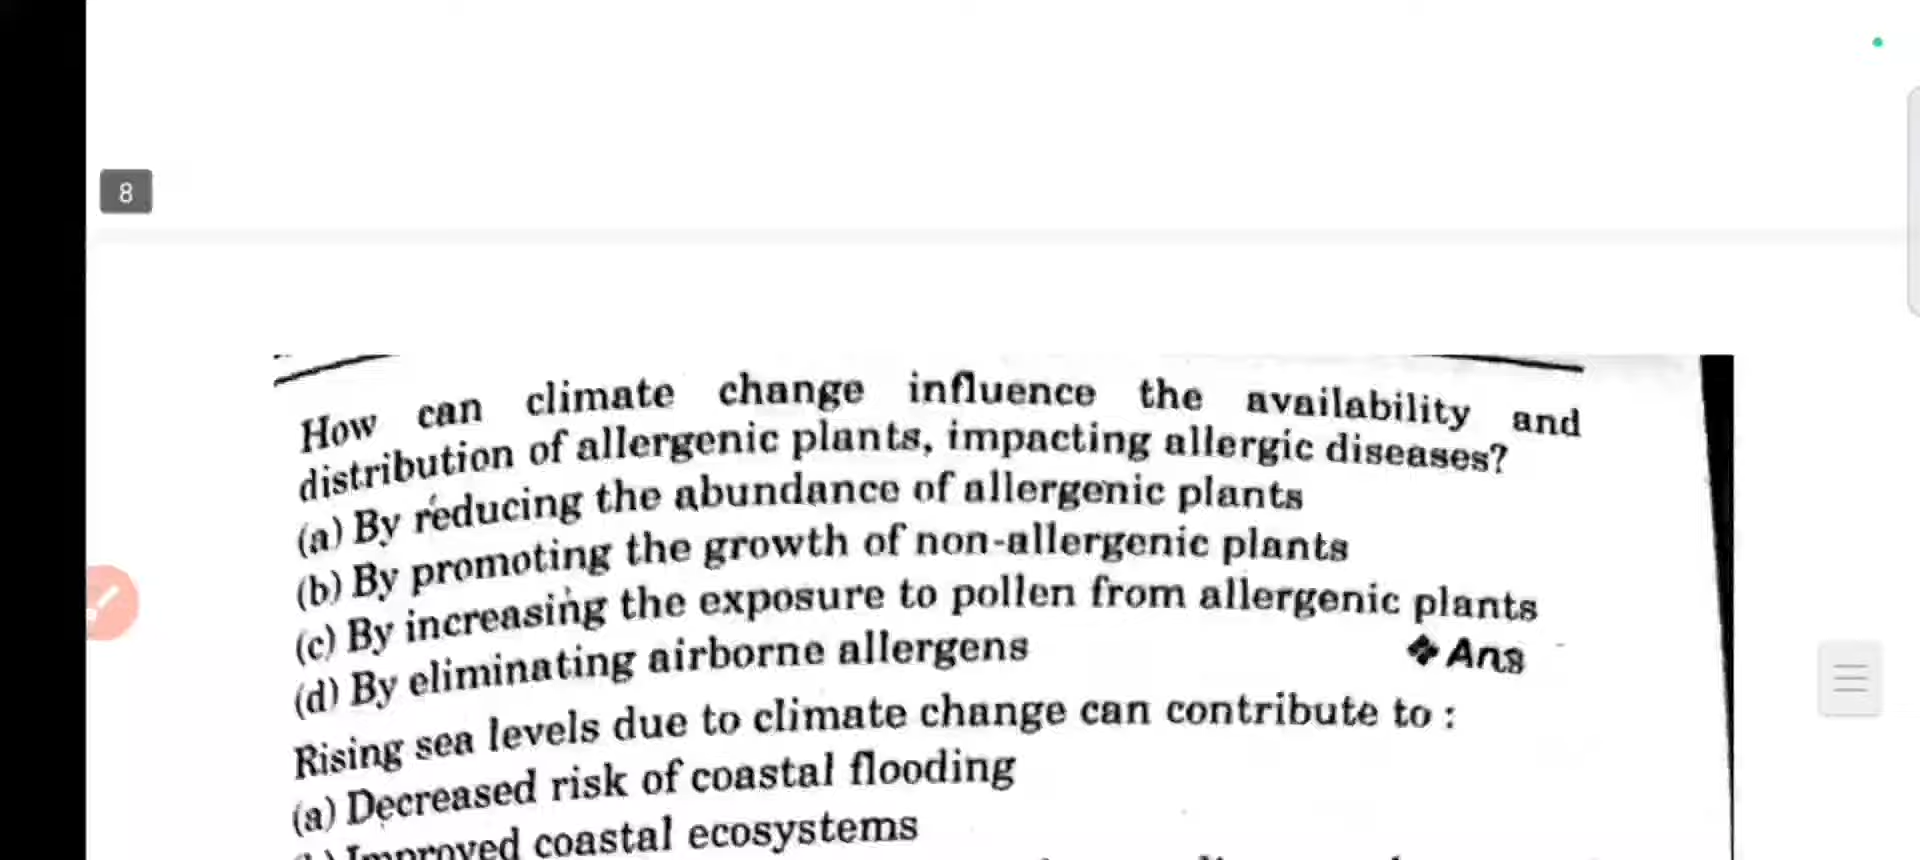 8
How can climate change influence the availability and
distribution of allergenic plants, impacting allergic diseases?
(a) By reducing the abundance of allergenic plants
(b) By promoting the growth of non-allergenic plants
(c) By increasing the exposure to pollen from allergenic plants
(d) By eliminating airborne allergens
❖ Ans
Rising sea levels due to climate change can contribute to :
(a) Decreased risk of coastal flooding
Improved coastal ecosystems